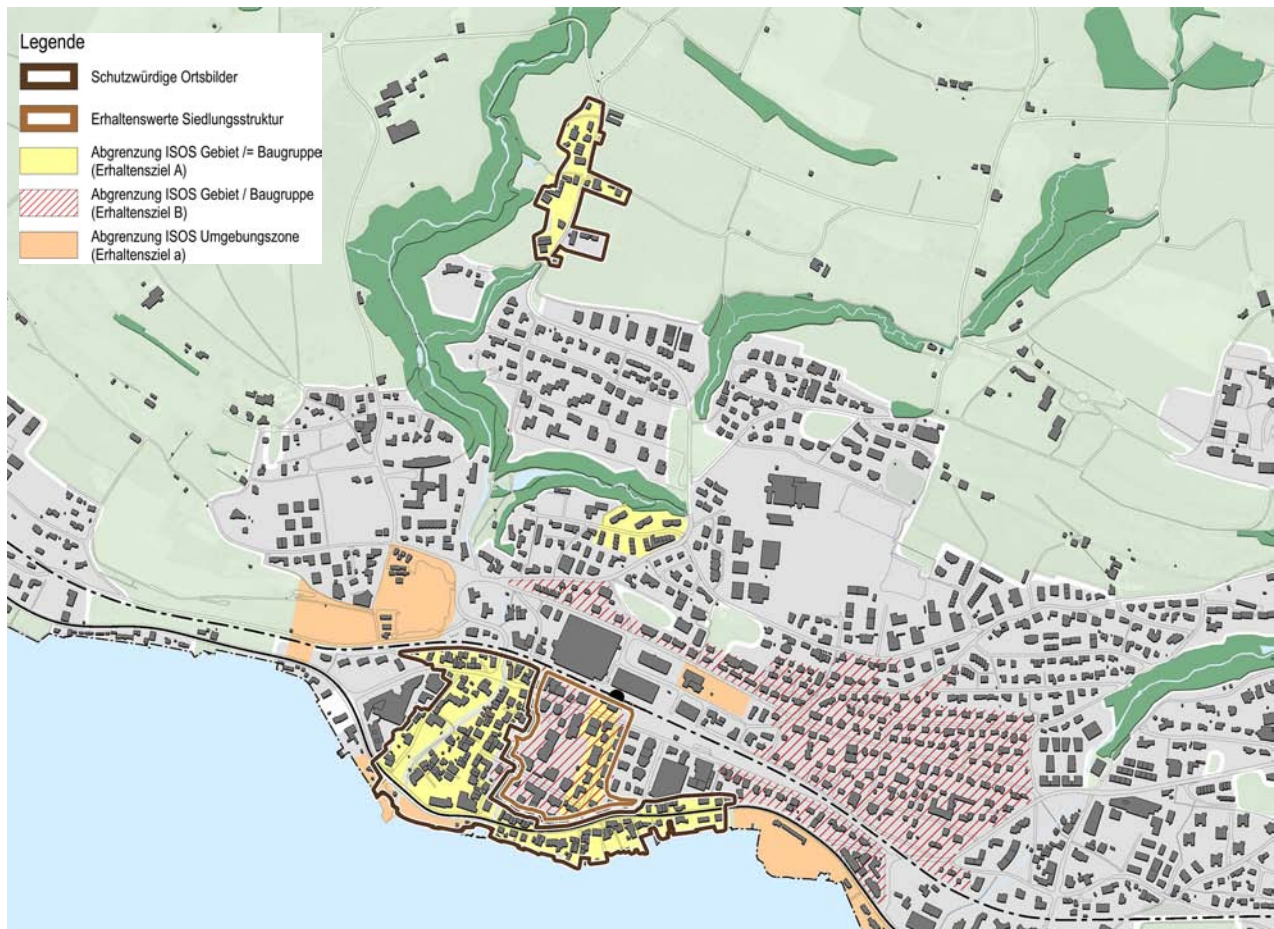 Legende
Schutzwürdige Ortsbilder
Erhaltenswerte Siedlungsstruktur
Abgrenzung ISOS Gebiet /= Baugruppe
(Erhaltensziel A)
Abgrenzung ISOS Gebiet / Baugruppe
(Erhaltensziel B)
Abgrenzung ISOS Umgebungszone
(Erhaltensziel a)